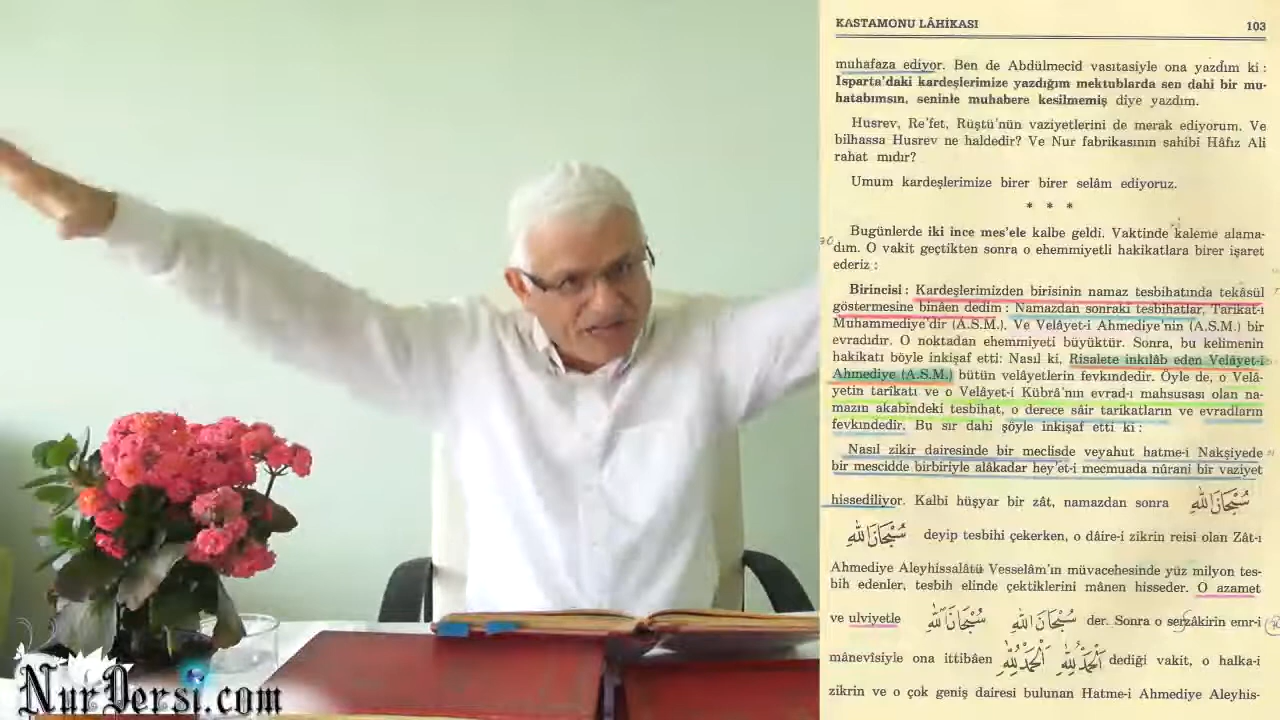 KASTAMONU LÂHİKASI 103
muhafaza ediyor. Ben de Abdülmecid vasıtasiyle ona yazdım ki :
Isparta'daki kardeşlerimize yazdığım mektublarda sen dahi bir mu-
hatabımsın, seninle muhabere kesilmemiş diye yazdım.
Husrev, Re'fet, Rüştü'nün vaziyetlerini de merak ediyorum. Ve
bilhassa Husrev ne haldedir? Ve Nur fabrikasının sahibi Hâfız Ali
rahat mıdır?
Umum kardeşlerimize birer birer selâm ediyoruz.
* * *
Bugünlerde iki ince mes'ele kalbe geldi. Vaktinde kaleme alama-
dım. O vakit geçtikten sonra o ehemmiyetli hakikatlara birer işaret
ederiz :
Birincisi : Kardeşlerimizden birisinin namaz tesbihatında tekâsül
göstermesine binâen dedim : Namazdan sonraki tesbihatlar, Tarikat-i
Muhammediye'dir (A.S.M.). Ve Velâyet-i Ahmediye'nin (A.S.M.) bir
evradıdır. O noktadan ehemmiyeti büyüktür. Sonra, bu kelimenin
hakikatı böyle inkişaf etti: Nasıl ki, Risalete inkılâb eden Velâyet-i
Ahmediye (A.S.M.) bütün velâyetlerin fevkındedir. Öyle de, o Velâ-
yetin tarikatı ve o Velâyet-i Kübrâ'nın evrad-ı mahsusası olan na-
mazın akabindeki tesbihat, o derece sâir tarikatların ve evradların
fevkındedir. Bu sır dahi şöyle inkişaf etti ki :
Nasıl zikir dairesinde bir meclisde veyahut hatme-i Nakşiyede
bir mescidde birbiriyle alâkadar hey'et-i mecmuada nûrani bir vaziyet
hissediliyor. Kalbi hüşyar bir zât, namazdan sonra سُبْحَانَ اللّٰهِ
سُبْحَانَ اللّٰهِ deyip tesbihi çekerken, o dâire-i zikrin reisi olan Zât-ı
Ahmediye Aleyhissalâtü Vesselâm'ın müvacehesinde yüz milyon tes-
bih edenler, tesbih elinde çektiklerini mânen hisseder. O azamet
ve ulviyetle سُبْحَانَ اللّٰهِ سُبْحَانَ اللّٰهِ der. Sonra o serzâkirin emr-i
mânevîsiyle ona ittibâen اَلْحَمْدُ لِلّٰهِ اَلْحَمْدُ لِلّٰهِ dediği vakit, o halka-i
zikrin ve o çok geniş dairesi bulunan Hatme-i Ahmediye Aleyhis-
NurDersi.com